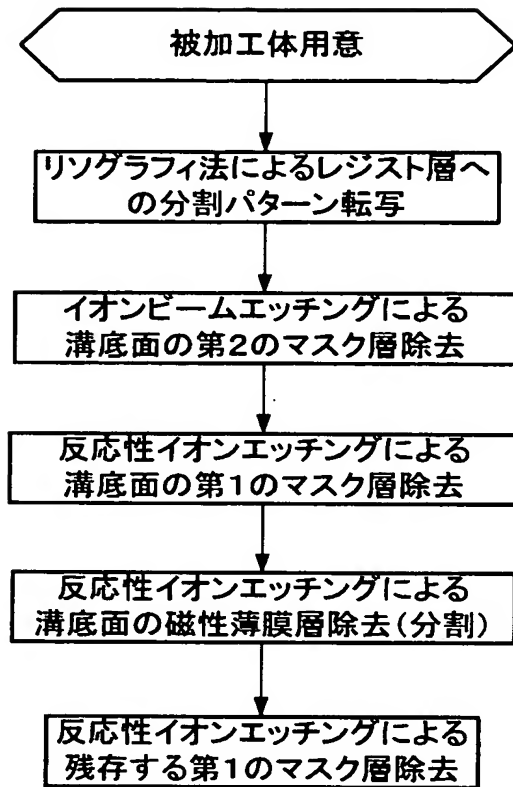 被加工体用意
リソグラフィ法によるレジスト層へ
の分割パターン転写
イオンビームエッチングによる
溝底面の第2のマスク層除去
反応性イオンエッチングによる
溝底面の第1のマスク層除去
反応性イオンエッチングによる
溝底面の磁性薄膜層除去(分割)
反応性イオンエッチングによる
残存する第1のマスク層除去